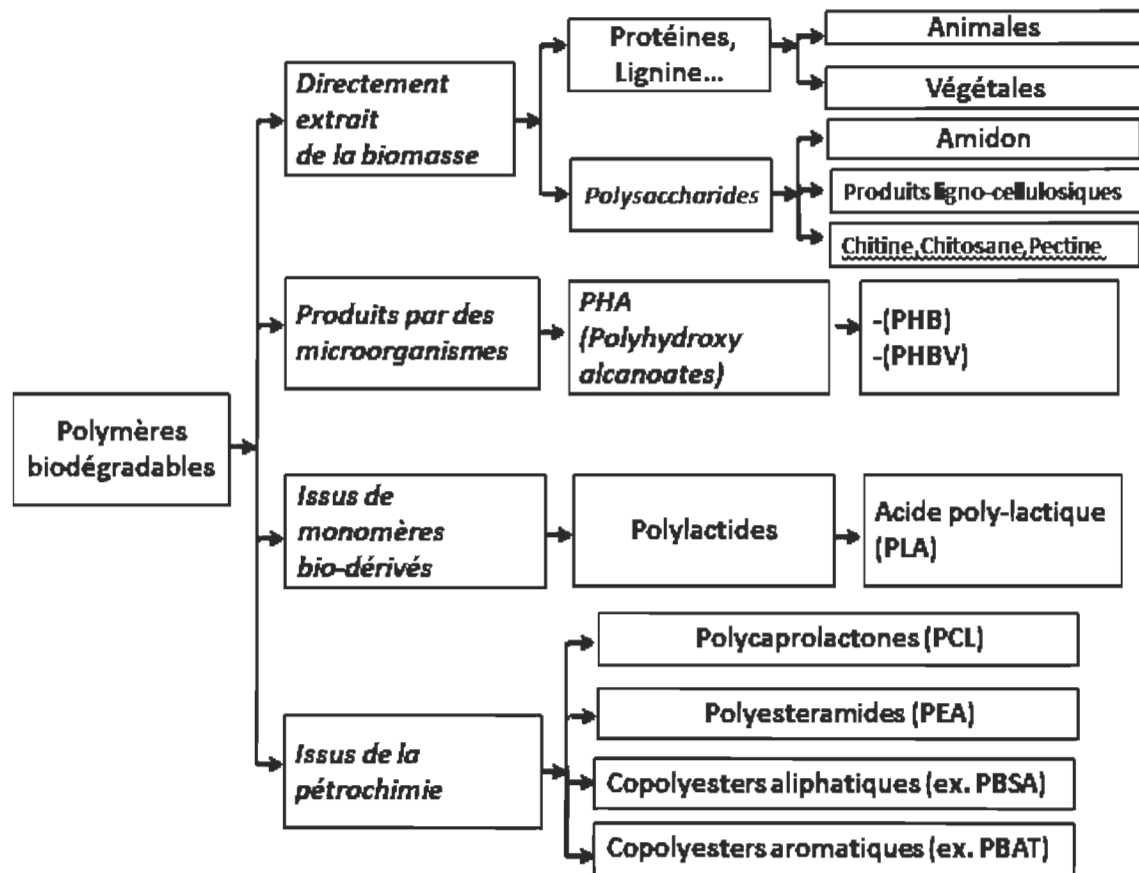 Polymères
biodégradables
Directement
extrait
de la biomasse
Protéines,
Lignine...
Animales
Végétales
Polysaccharides
Amidon
Produits ligno-cellulosiques
Chitine,Chitosane,Pectine
Produits par des
microorganismes
PHA
(Polyhydroxy
alcanoates)
-(PHB)
-(PHBV)
Issus de
monomères
bio-dérivés
Polylactides
Acide poly-lactique
(PLA)
Issus de la
pétrochimie
Polycaprolactones (PCL)
Polyesteramides (PEA)
Copolyesters aliphatiques (ex. PBSA)
Copolyesters aromatiques (ex. PBAT)